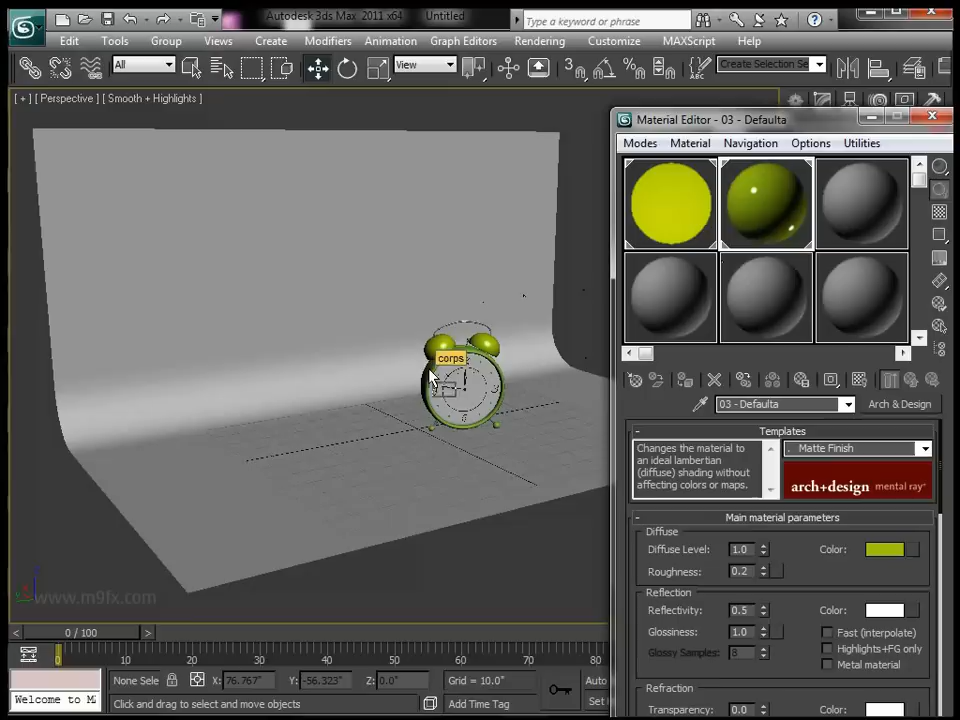 Autodesk 3ds Max 2011 x64 Untitled
Type a keyword or phrase
Edit Tools Group Views Create Modifiers Animation Graph Editors Rendering Customize MAXScript Help
All View 3 Create Selection Se
[ + ] [ Perspective ] [ Smooth + Highlights ]
Material Editor - 03 - Defaulta
Modes Material Navigation Options Utilities
corps
03 - Defaulta Arch & Design
Templates
Changes the material to
an ideal lambertian
(diffuse) shading without
affecting colors or maps.
Matte Finish
arch+design mental ray
Main material parameters
Diffuse
Diffuse Level: 1.0 Color:
Roughness: 0.2
Reflection
Reflectivity: 0.5 Color:
Glossiness: 1.0 Fast (interpolate)
Glossy Samples: 8 Highlights+FG only
Metal material
Refraction
Transparency: 0.0 Color:
www.m9fx.com
0 / 100
0 10 20 30 40 50 60 70 80
None Sele X: 76.767" Y: -56.323" Z: 0.0" Grid = 10.0" Auto
Welcome to M Click and drag to select and move objects Add Time Tag Set